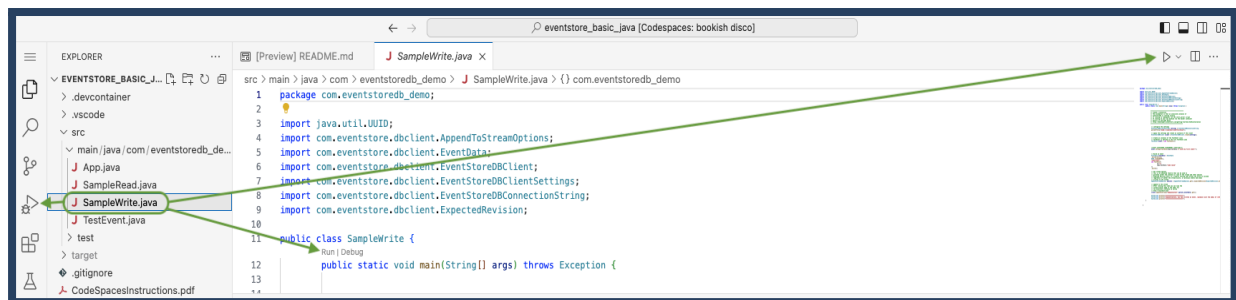 eventstore_basic_java [Codespaces: bookish disco]
EXPLORER
EVENTSTORE_BASIC_J...
.devcontainer
.vscode
src
main/java/com/eventstoredb_de...
J App.java
J SampleRead.java
J SampleWrite.java
J TestEvent.java
test
target
.gitignore
CodeSpacesInstructions.pdf
[Preview] README.md
J SampleWrite.java
src > main > java > com > eventstoredb_demo > J SampleWrite.java > {} com.eventstoredb_demo
1 package com.eventstoredb_demo;
2
3 import java.util.UUID;
4 import com.eventstore.dbclient.AppendToStreamOptions;
5 import com.eventstore.dbclient.EventData;
6 import com.eventstore.dbclient.EventStoreDBClient;
7 import com.eventstore.dbclient.EventStoreDBClientSettings;
8 import com.eventstore.dbclient.EventStoreDBConnectionString;
9 import com.eventstore.dbclient.ExpectedRevision;
10
11 public class SampleWrite {
Run | Debug
12 public static void main(String[] args) throws Exception {
13
14